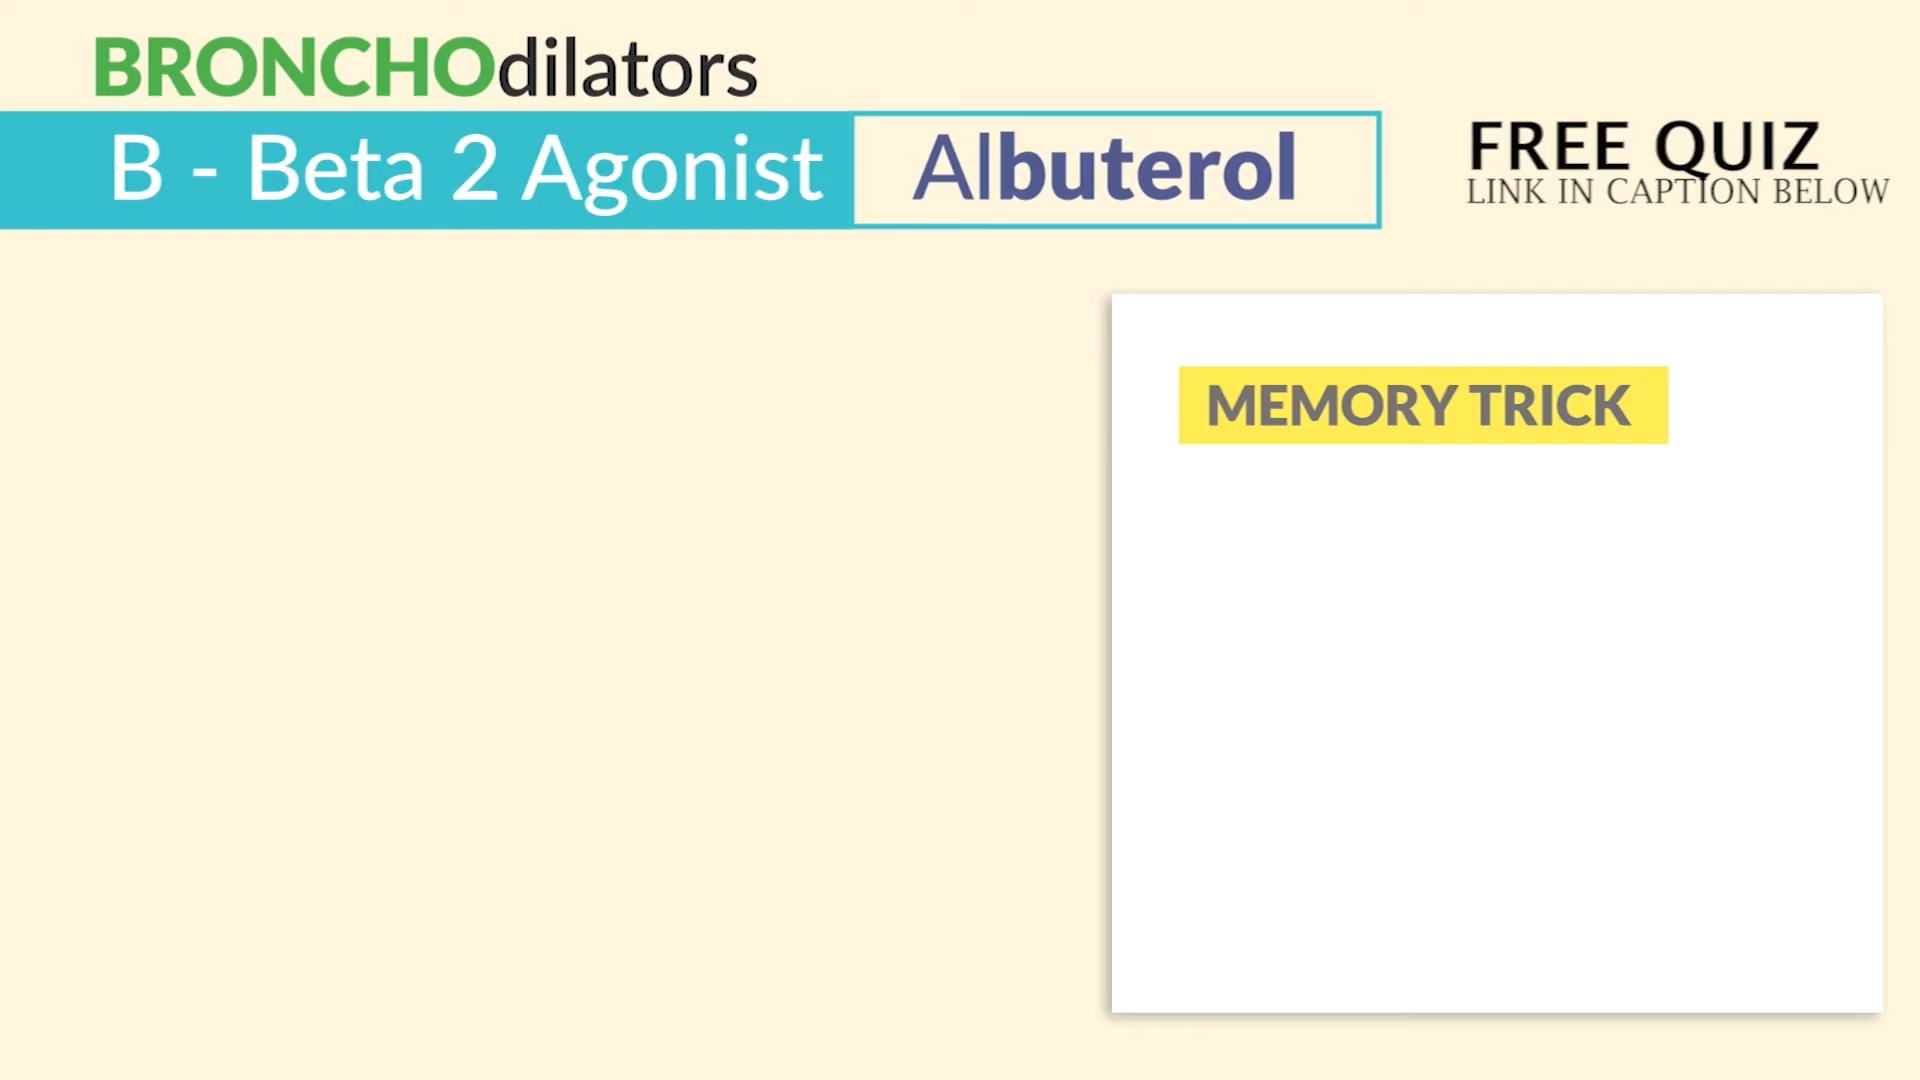 BRONCHOdilators
B - Beta 2 Agonist Albuterol
FREE QUIZ
LINK IN CAPTION BELOW
MEMORY TRICK